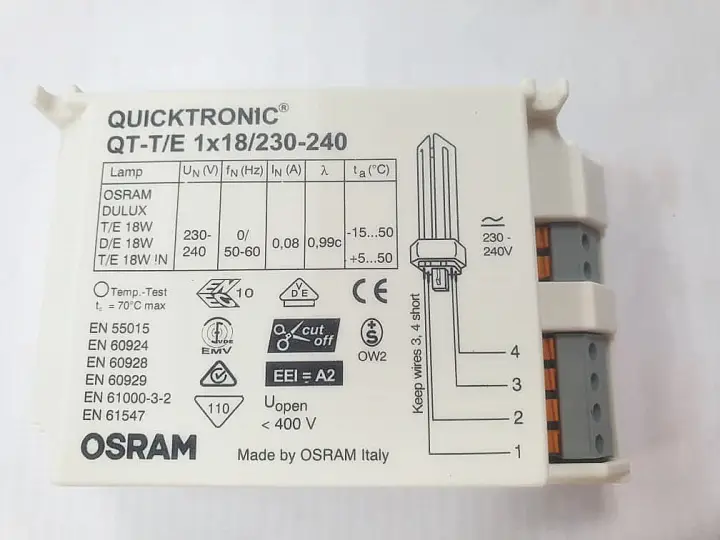 QUICKTRONIC®
QT-T/E 1x18/230-240
Lamp UN (V) fN (Hz) IN (A) λ ta (°C)
OSRAM
DULUX
T/E 18W
D/E 18W
T/E 18W IN
230-
240
0/
50-60
0,08
0,99c
-15...50
+5...50
Temp.-Test
tc = 70°C max
10
VDE
CE
EN 55015
EN 60924
EN 60928
EN 60929
EN 61000-3-2
EN 61547
VDE
EMV
cut
off
S
OW2
EEI = A2
110
Uopen
< 400 V
OSRAM
Made by OSRAM Italy
Keep wires 3, 4 short
230 -
240V
4
3
2
1